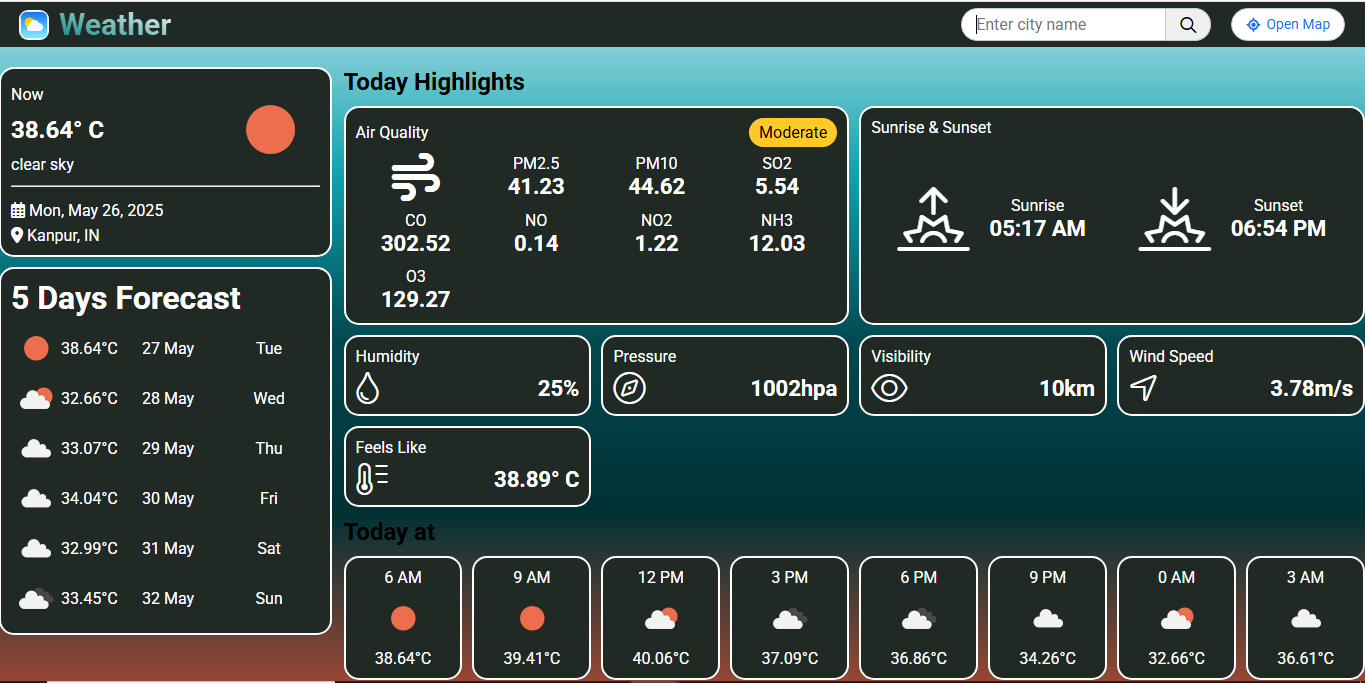 Weather
Enter city name
Open Map
Now
38.64° C
clear sky
Mon, May 26, 2025
Kanpur, IN
5 Days Forecast
38.64°C 27 May Tue
32.66°C 28 May Wed
33.07°C 29 May Thu
34.04°C 30 May Fri
32.99°C 31 May Sat
33.45°C 32 May Sun
Today Highlights
Air Quality Moderate
PM2.5 PM10 SO2
41.23 44.62 5.54
CO NO NO2 NH3
302.52 0.14 1.22 12.03
O3
129.27
Sunrise & Sunset
Sunrise
05:17 AM
Sunset
06:54 PM
Humidity
25%
Pressure
1002hpa
Visibility
10km
Wind Speed
3.78m/s
Feels Like
38.89° C
Today at
6 AM 9 AM 12 PM 3 PM 6 PM 9 PM 0 AM 3 AM
38.64°C 39.41°C 40.06°C 37.09°C 36.86°C 34.26°C 32.66°C 36.61°C